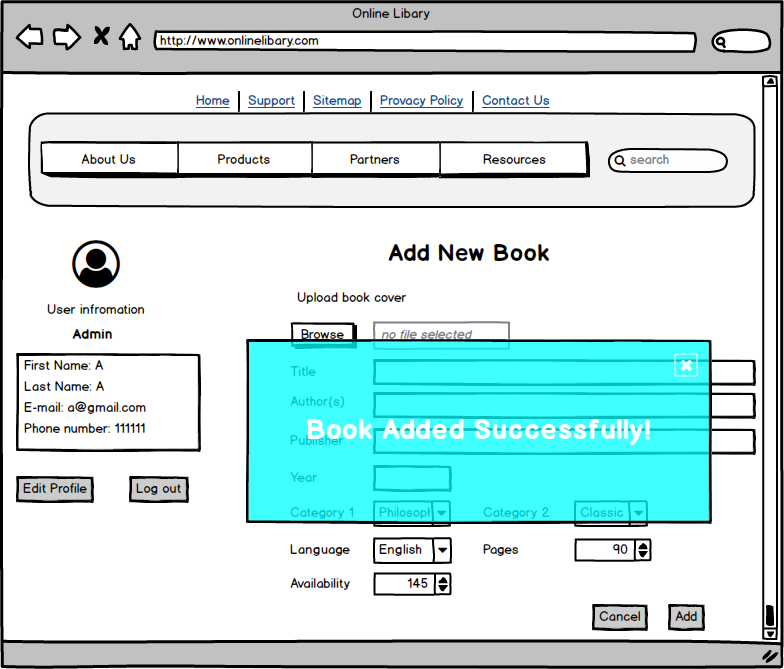 Online Libary
http://www.onlinelibary.com
Home Support Sitemap Provacy Policy Contact Us
About Us Products Partners Resources search
Add New Book
Upload book cover
User infromation
Admin
Browse no file selected
First Name: A
Last Name: A
E-mail: a@gmail.com
Phone number: 111111
Edit Profile Log out
Title
Author(s)
Book Added Successfully!
Publisher
Year
Category 1 Philosoph Category 2 Classic
Language English Pages 90
Availability 145
Cancel Add